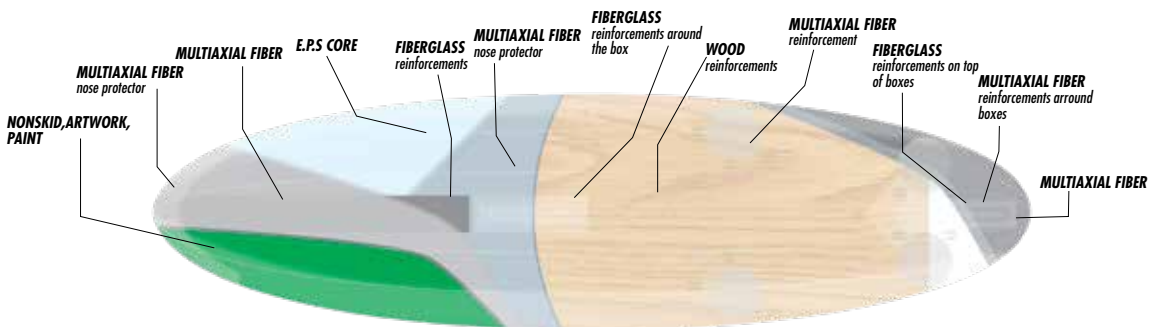 NONSKID,ARTWORK,
PAINT
MULTIAXIAL FIBER
nose protector
MULTIAXIAL FIBER
E.P.S CORE
FIBERGLASS
reinforcements
MULTIAXIAL FIBER
nose protector
FIBERGLASS
reinforcements around
the box
WOOD
reinforcements
MULTIAXIAL FIBER
reinforcement
FIBERGLASS
reinforcements on top
of boxes
MULTIAXIAL FIBER
reinforcements arround
boxes
MULTIAXIAL FIBER